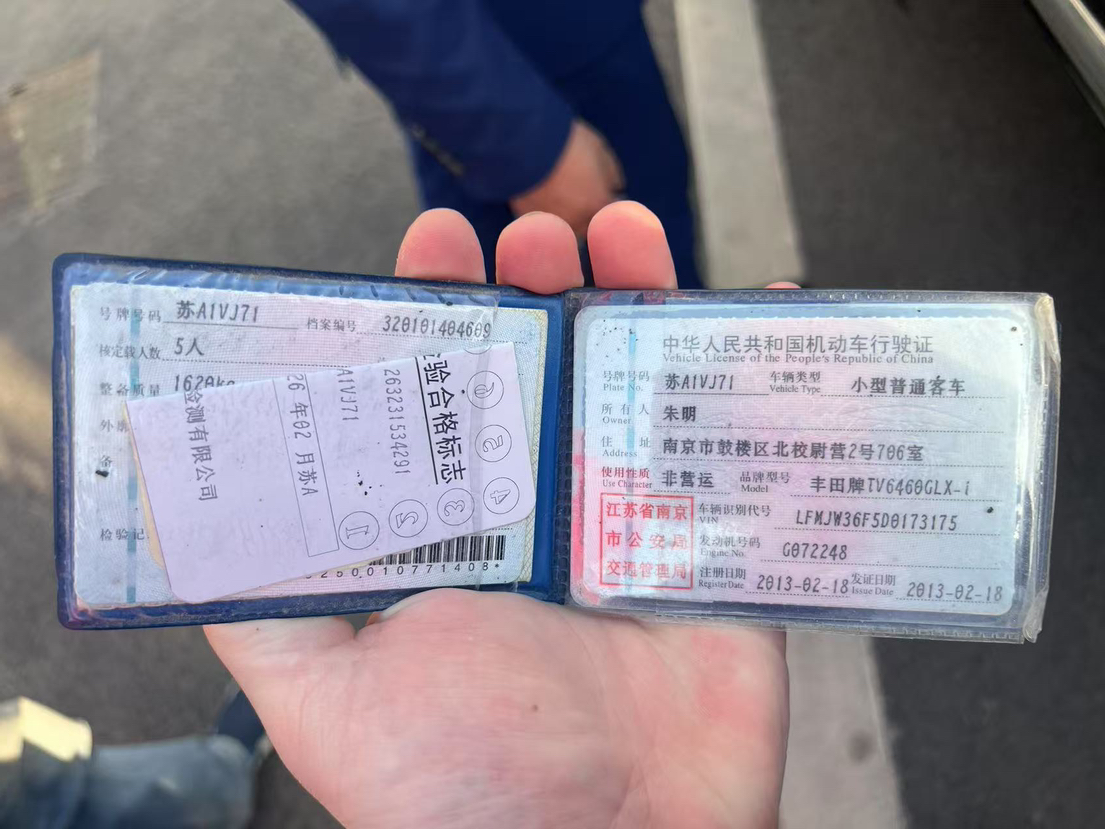 号牌号码 苏A1VJ71 档案编号 320101404609
核定载人数 5人
整备质量 1620kg
外
备
检验记
验合格标志
263231534291
A1VJ71
26 年02 月苏A
检测有限公司
1 2 3 4 5
3250010771408*
中华人民共和国机动车行驶证
Vehicle License of the People's Republic of China
号牌号码 苏A1VJ71 车辆类型 小型普通客车
Plate No. Vehicle Type
所有人 朱明
Owner
住址 南京市鼓楼区北校尉营2号706室
Address
使用性质 非营运 品牌型号 丰田牌TV6460GLX-i
Use Character Model
江苏省南京
市公安局
交通管理局
车辆识别代号 LFMJW36F5D0173175
VIN
发动机号码 G072248
Engine No.
注册日期 2013-02-18 发证日期 2013-02-18
Register Date Issue Date